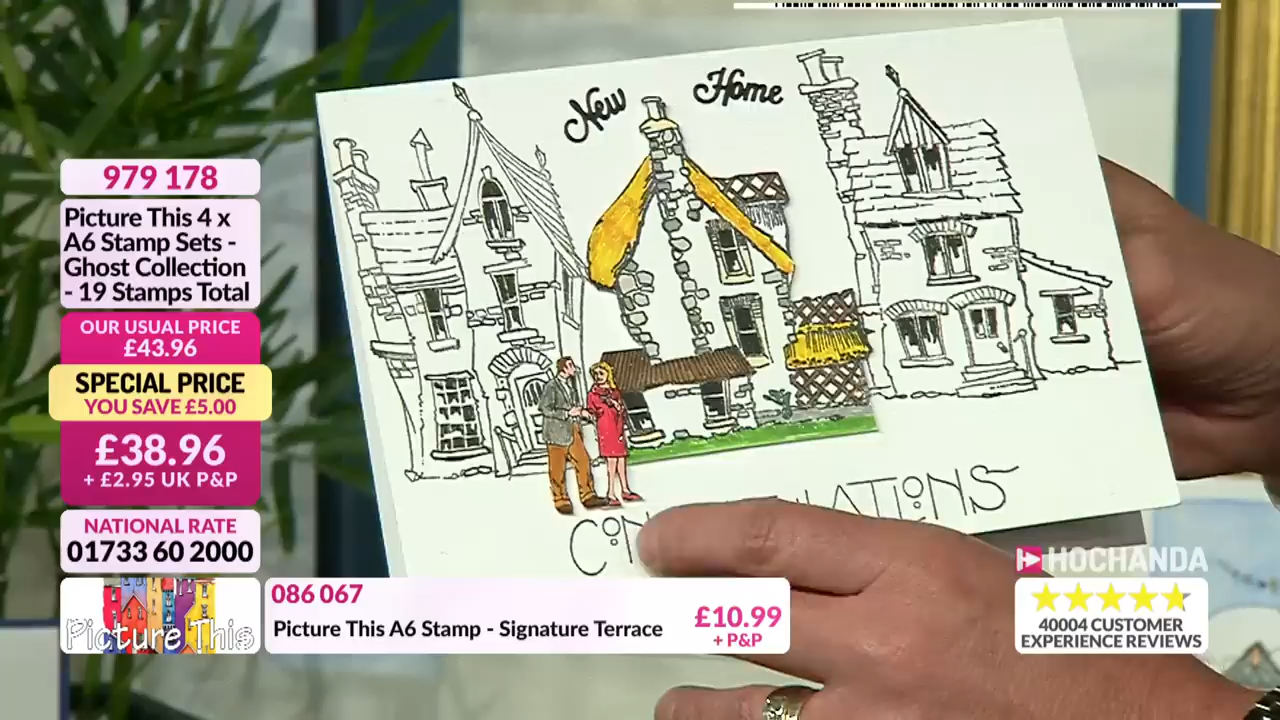 New Home
979 178
Picture This 4 x
A6 Stamp Sets -
Ghost Collection
- 19 Stamps Total
OUR USUAL PRICE
£43.96
SPECIAL PRICE
YOU SAVE £5.00
£38.96
+ £2.95 UK P&P
NATIONAL RATE
01733 60 2000
Picture This
086 067
Picture This A6 Stamp - Signature Terrace
£10.99
+ P&P
HOCHANDA
40004 CUSTOMER
EXPERIENCE REVIEWS